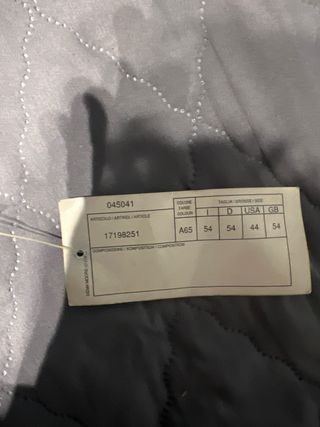 045041
ARTICOLO / ARTIKEL / ARTICLE
17198251
COLORE
FARBE
COLOUR
A65
TAGLIA / GRÖSSE / SIZE
I D USA GB
54 54 44 54
COMPOSIZIONE / KOMPOSITION / COMPOSITION